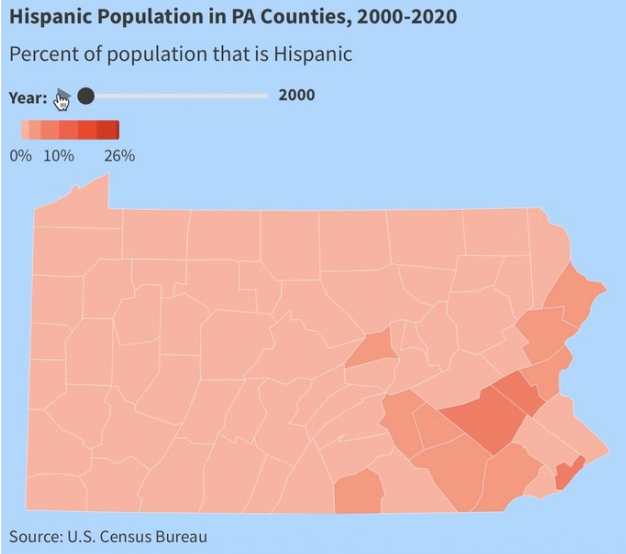 Hispanic Population in PA Counties, 2000-2020
Percent of population that is Hispanic
Year: 2000
0% 10% 26%
Source: U.S. Census Bureau